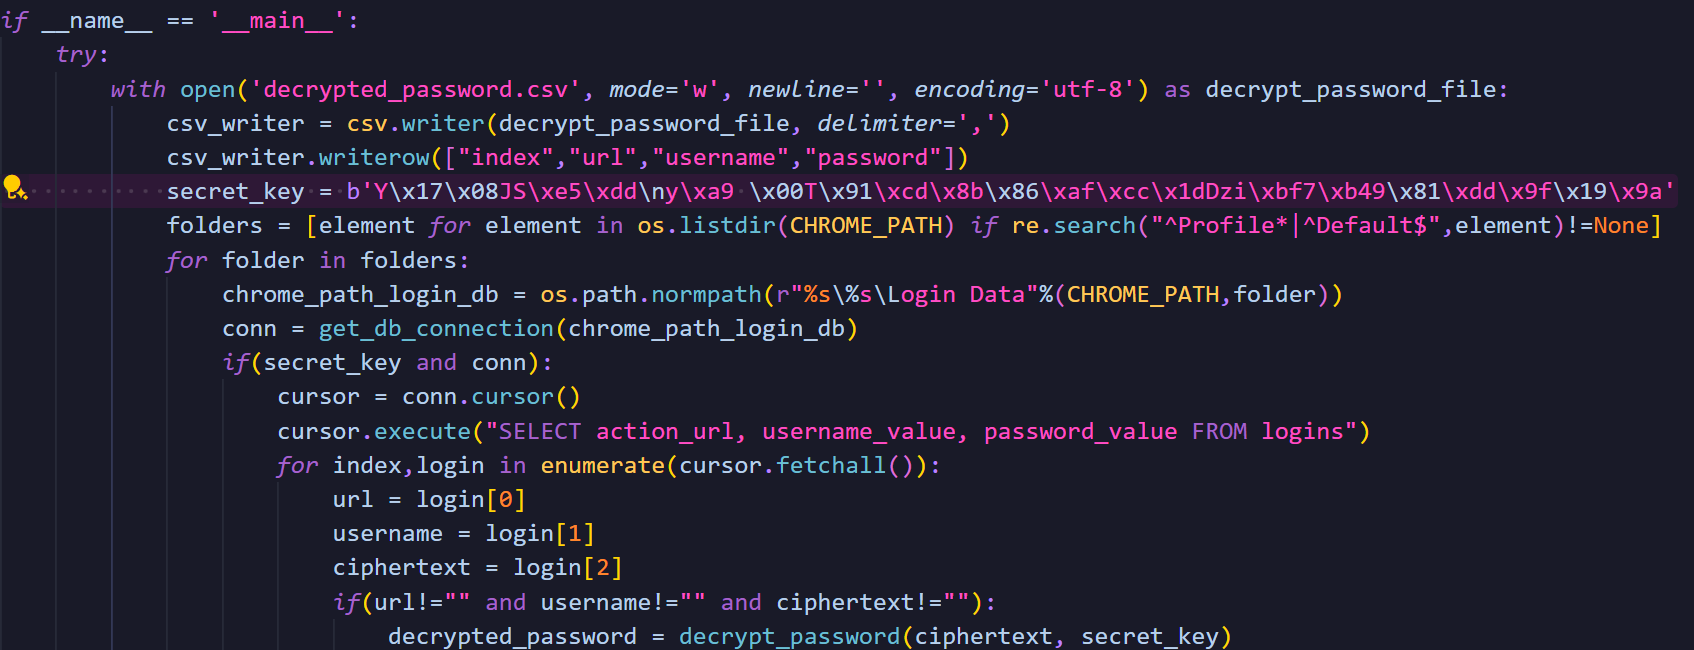 if __name__ == '__main__':
    try:
        with open('decrypted_password.csv', mode='w', newline='', encoding='utf-8') as decrypt_password_file:
            csv_writer = csv.writer(decrypt_password_file, delimiter=',')
            csv_writer.writerow(["index","url","username","password"])
            secret_key = b'Y\x17\x08JS\xe5\xdd\ny\xa9 \x00T\x91\xcd\x8b\x86\xaf\xcc\x1dDzi\xbf7\xb49\x81\xdd\x9f\x19\x9a'
            folders = [element for element in os.listdir(CHROME_PATH) if re.search("^Profile*|^Default$",element)!=None]
            for folder in folders:
                chrome_path_login_db = os.path.normpath(r"%s\%s\Login Data"%(CHROME_PATH,folder))
                conn = get_db_connection(chrome_path_login_db)
                if(secret_key and conn):
                    cursor = conn.cursor()
                    cursor.execute("SELECT action_url, username_value, password_value FROM logins")
                    for index,login in enumerate(cursor.fetchall()):
                        url = login[0]
                        username = login[1]
                        ciphertext = login[2]
                        if(url!="" and username!="" and ciphertext!=""):
                            decrypted_password = decrypt_password(ciphertext, secret_key)